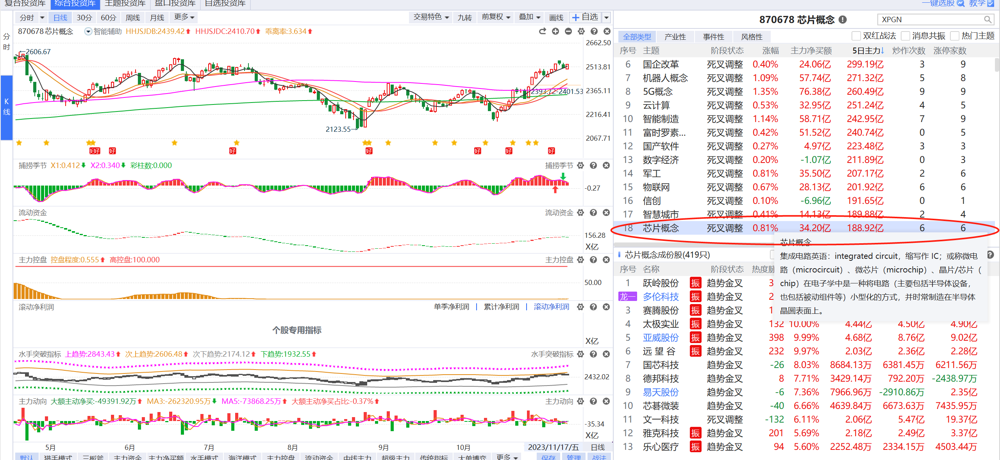 复合投资库 综合投资库 主题投资库 盘口投资库 自选投资库 一键选股 教学
分时 日线 30分 60分 周线 月线 更多 交易特色 九转 前复权 叠加 画线 自选
870678 芯片概念 XPGN
870678 芯片概念 智能辅助 HHJSJDB:2439.42 HHJSJDC:2410.70 乖离率:3.634
分时
K线
2662.50
2606.67
2513.81
2393.72-2401.53 2365.11
2216.41
2123.55
2067.71
好好 好 好 好 好 好 好
捕捞季节 X1:0.412 X2:0.340 彩柱数:0.000 捕捞季节
-0.27
流动资金 流动资金
156.28
X亿
主力控盘 控盘程度:0.555 高控盘:100.000 主力控盘
50.00
滚动净利润 单季净利润 | 累计净利润 | 滚动净利润
个股专用指标
X亿
水手突破指标 上趋势:2843.43 次上趋势:2606.48 次下趋势:2174.12 下趋势:1932.55 水手突破指标
2432.02
主力动向 大额主动净买:-49391.92万 MA3:-262320.95万 MA5:-73868.25万 大额主动净买占比:-0.37% 主力动向
-35.34
X亿
5月 6月 7月 8月 9月 10月 2023/11/17/五 日线
默认 猎手模式 三板斧 主力资金 主力净买额 水手模式 海洋模式 主力控盘 流动资金 中线主力 超级主力 传统指标 大单博弈 更多 保存 管理 战法
全部类型 产业性 事件性 风格性 双红战法 消息共振 热门主题
序号 主题 阶段状态 涨幅 主力净买额 5日主力↓ 炒作次数 涨停家数
6 国企改革 死叉调整 0.40% 24.06亿 299.19亿 3 9
7 机器人概念 死叉调整 1.09% 57.74亿 271.32亿 5 8
8 5G概念 死叉调整 1.35% 76.38亿 260.49亿 9 9
9 云计算 死叉调整 0.53% 32.95亿 251.24亿 4 5
10 智能制造 死叉调整 1.14% 58.71亿 242.95亿 7 9
11 富时罗素... 死叉调整 0.42% 51.52亿 240.74亿 0 5
12 国产软件 死叉调整 0.27% 4.97亿 223.48亿 3 3
13 数字经济 死叉调整 0.20% -1.07亿 211.89亿 0 3
14 军工 死叉调整 0.81% 35.50亿 207.17亿 2 6
15 物联网 死叉调整 0.67% 28.13亿 201.92亿 6 6
16 信创 死叉调整 0.10% -6.96亿 191.65亿 0 1
17 智慧城市 死叉调整 0.41% 14.13亿 189.88亿 2 4
18 芯片概念 死叉调整 0.81% 34.20亿 188.92亿 6 6
芯片概念
集成电路英语：integrated circuit，缩写作 IC；或称微电
路（microcircuit）、微芯片（microchip）、晶片/芯片（
chip）在电子学中是一种将电路（主要包括半导体设备，
也包括被动组件等）小型化的方式，并时常制造在半导体
晶圆表面上。
芯片概念成份股(419只)
序号 名称 阶段状态 热度
1 跃岭股份 振 趋势金叉 3
龙一 多伦科技 振 趋势金叉 2
3 赛腾股份 振 趋势金叉 1
4 太极实业 振 趋势金叉 132 10.00% 4.44亿 4.50亿 4.90亿
5 亚威股份 振 趋势金叉 398 9.99% 4.68亿 8.76亿 9.02亿
6 远 望 谷 振 趋势金叉 232 9.97% 2.03亿 2.36亿 2.28亿
7 国芯科技 趋势金叉 -26 8.03% 8684.13万 6381.45万 6211.56万
8 德邦科技 趋势金叉 8 7.71% 3429.14万 792.20万 -2438.97万
9 易天股份 趋势金叉 -6 7.36% 7966.96万 -2910.86万 2.35亿
10 芯碁微装 趋势金叉 -40 6.66% 4639.84万 6673.63万 7435.95万
11 文一科技 死叉调整 -132 6.11% 2.06亿 5.47亿 19.37亿
12 雅克科技 振 趋势金叉 201 5.69% 2.18亿 2.49亿 3.37亿
13 乐心医疗 振 趋势金叉 94 5.60% 2252.48万 2334.15万 4503.44万